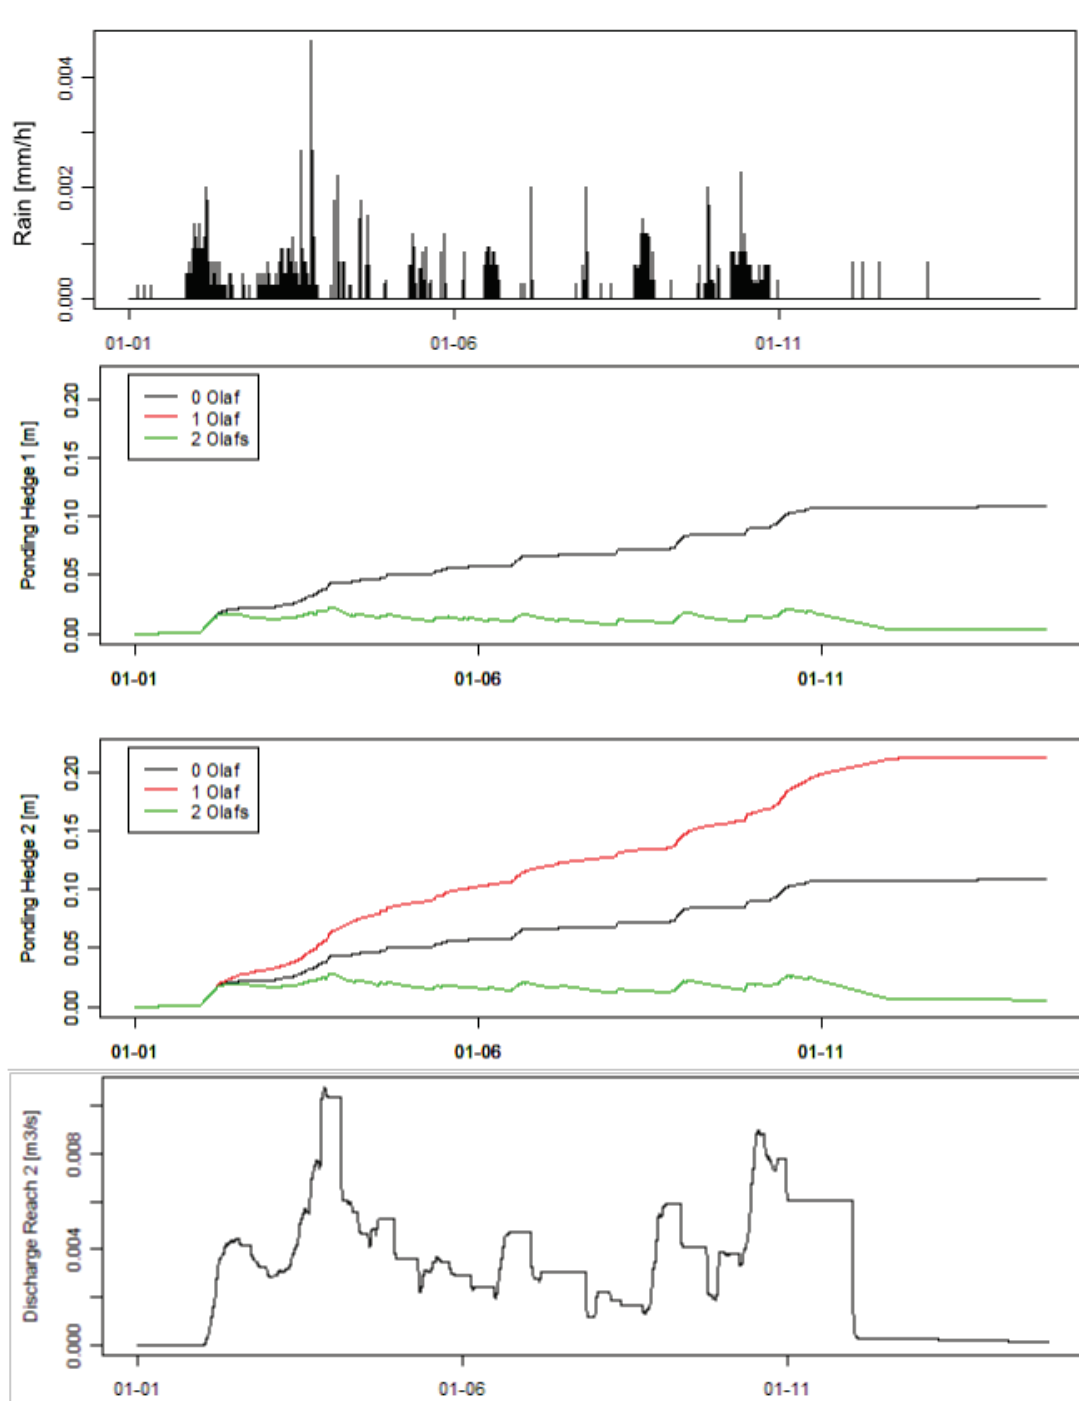 Rain [mm/h]
0.004
0.002
0.000
01-01 01-06 01-11
Ponding Hedge 1 [m]
0.20
0.15
0.10
0.05
0.00
0 Olaf
1 Olaf
2 Olafs
01-01 01-06 01-11
Ponding Hedge 2 [m]
0.20
0.15
0.10
0.05
0.00
0 Olaf
1 Olaf
2 Olafs
01-01 01-06 01-11
Discharge Reach 2 [m3/s]
0.008
0.004
0.000
01-01 01-06 01-11